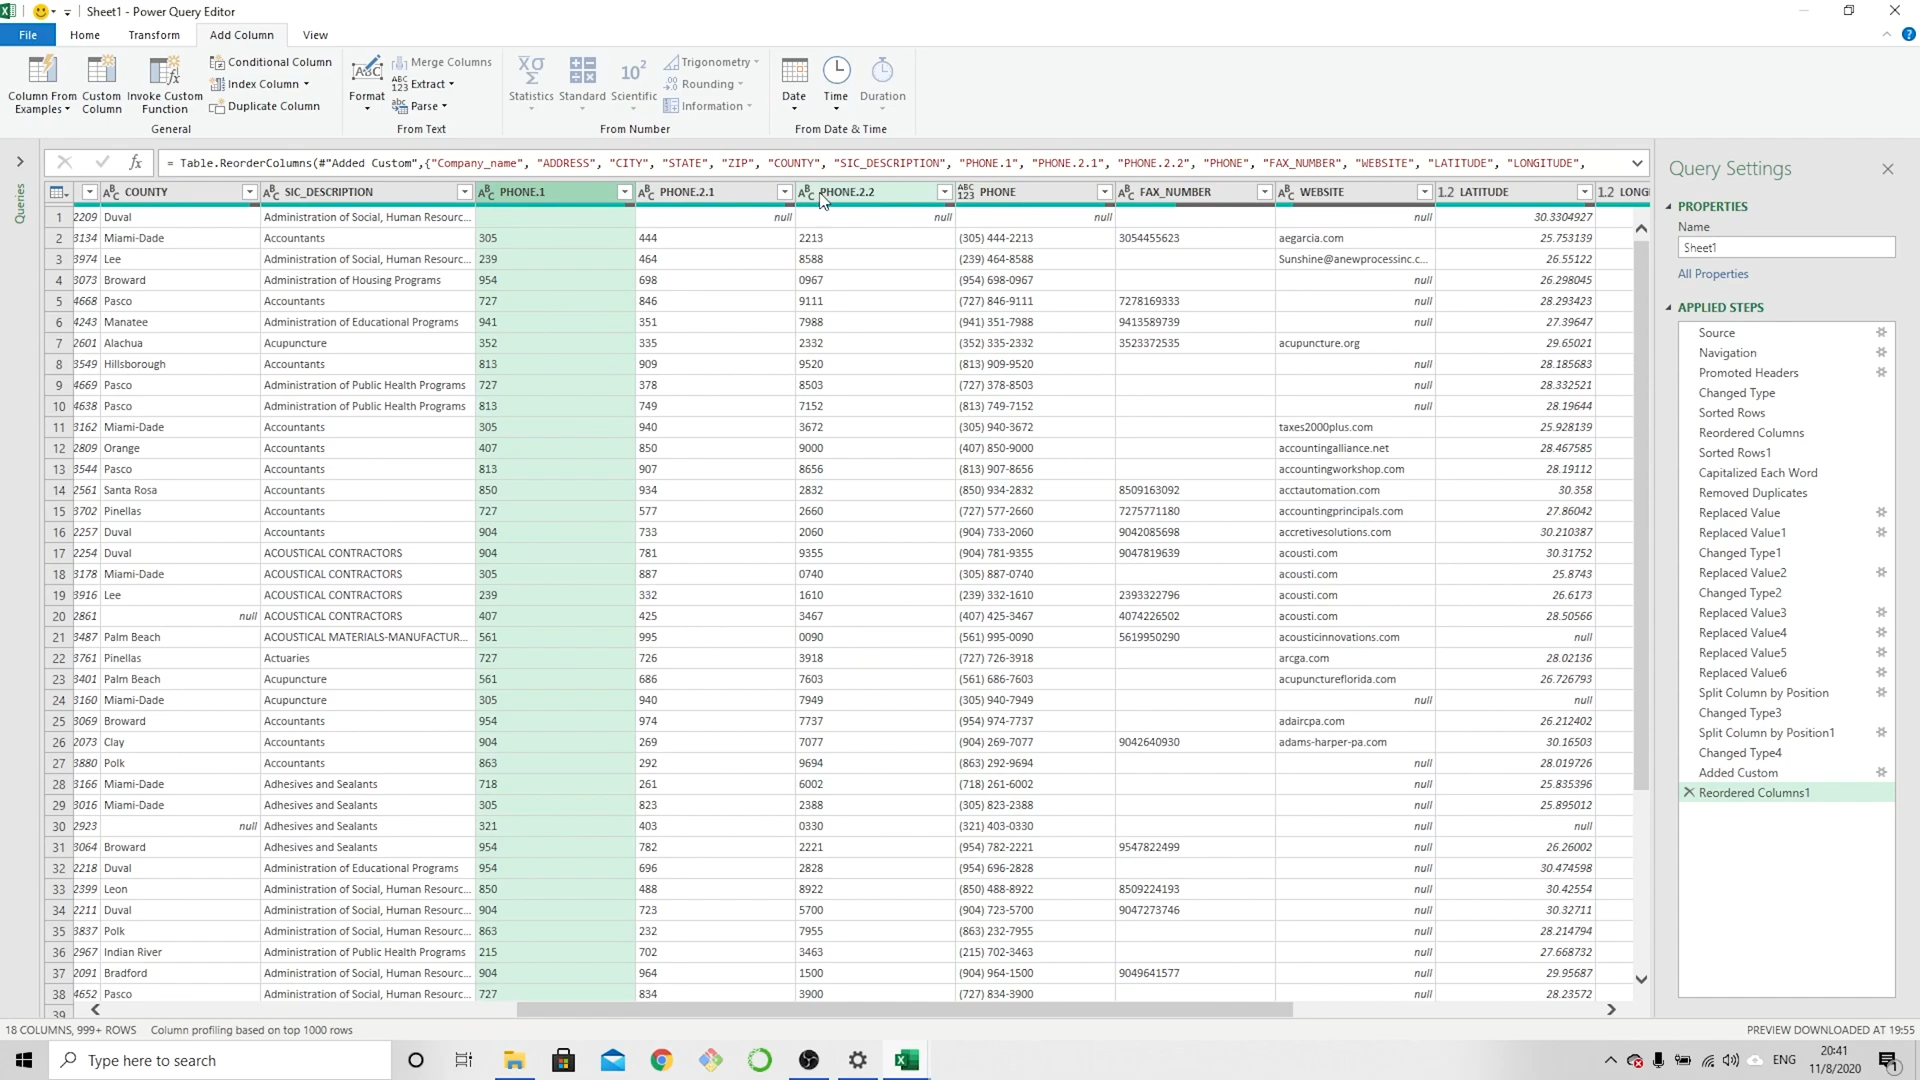 Sheet1 - Power Query Editor
File Home Transform Add Column View
Column From Examples
Custom Column
Invoke Custom Function
Conditional Column
Index Column
Duplicate Column
General
Format
Merge Columns
Extract
Parse
From Text
Statistics Standard Scientific
Trigonometry
Rounding
Information
From Number
Date Time Duration
From Date & Time
= Table.ReorderColumns(#"Added Custom",{"Company_name", "ADDRESS", "CITY", "STATE", "ZIP", "COUNTY", "SIC_DESCRIPTION", "PHONE.1", "PHONE.2.1", "PHONE.2.2", "PHONE", "FAX_NUMBER", "WEBSITE", "LATITUDE", "LONGITUDE",
Queries
COUNTY SIC_DESCRIPTION PHONE.1 PHONE.2.1 PHONE.2.2 PHONE FAX_NUMBER WEBSITE 1.2 LATITUDE 1.2 LONG
1 2209 Duval Administration of Social, Human Resourc... null null null null 30.3304927
2 3134 Miami-Dade Accountants 305 444 2213 (305) 444-2213 3054455623 aegarcia.com 25.753139
3 3974 Lee Administration of Social, Human Resourc... 239 464 8588 (239) 464-8588 Sunshine@anewprocessinc.c... 26.55122
4 3073 Broward Administration of Housing Programs 954 698 0967 (954) 698-0967 null 26.298045
5 4668 Pasco Accountants 727 846 9111 (727) 846-9111 7278169333 null 28.293423
6 4243 Manatee Administration of Educational Programs 941 351 7988 (941) 351-7988 9413589739 null 27.39647
7 2601 Alachua Acupuncture 352 335 2332 (352) 335-2332 3523372535 acupuncture.org 29.65021
8 3549 Hillsborough Accountants 813 909 9520 (813) 909-9520 null 28.185683
9 4669 Pasco Administration of Public Health Programs 727 378 8503 (727) 378-8503 null 28.332521
10 4638 Pasco Administration of Public Health Programs 813 749 7152 (813) 749-7152 null 28.19644
11 3162 Miami-Dade Accountants 305 940 3672 (305) 940-3672 taxes2000plus.com 25.928139
12 2809 Orange Accountants 407 850 9000 (407) 850-9000 accountingalliance.net 28.467585
13 3544 Pasco Accountants 813 907 8656 (813) 907-8656 accountingworkshop.com 28.19112
14 2561 Santa Rosa Accountants 850 934 2832 (850) 934-2832 8509163092 acctautomation.com 30.358
15 3702 Pinellas Accountants 727 577 2660 (727) 577-2660 7275771180 accountingprincipals.com 27.86042
16 2257 Duval Accountants 904 733 2060 (904) 733-2060 9042085698 accretivesolutions.com 30.210387
17 2254 Duval ACOUSTICAL CONTRACTORS 904 781 9355 (904) 781-9355 9047819639 acousti.com 30.31752
18 3178 Miami-Dade ACOUSTICAL CONTRACTORS 305 887 0740 (305) 887-0740 acousti.com 25.8743
19 3916 Lee ACOUSTICAL CONTRACTORS 239 332 1610 (239) 332-1610 2393322796 acousti.com 26.6173
20 2861 null ACOUSTICAL CONTRACTORS 407 425 3467 (407) 425-3467 4074226502 acousti.com 28.50566
21 3487 Palm Beach ACOUSTICAL MATERIALS-MANUFACTUR... 561 995 0090 (561) 995-0090 5619950290 acousticinnovations.com null
22 3761 Pinellas Actuaries 727 726 3918 (727) 726-3918 arcga.com 28.02136
23 3401 Palm Beach Acupuncture 561 686 7603 (561) 686-7603 acupunctureflorida.com 26.726793
24 3160 Miami-Dade Acupuncture 305 940 7949 (305) 940-7949 null null
25 3069 Broward Accountants 954 974 7737 (954) 974-7737 adaircpa.com 26.212402
26 2073 Clay Accountants 904 269 7077 (904) 269-7077 9042640930 adams-harper-pa.com 30.16503
27 3880 Polk Accountants 863 292 9694 (863) 292-9694 null 28.019726
28 3166 Miami-Dade Adhesives and Sealants 718 261 6002 (718) 261-6002 null 25.835396
29 3016 Miami-Dade Adhesives and Sealants 305 823 2388 (305) 823-2388 null 25.895012
30 2923 null Adhesives and Sealants 321 403 0330 (321) 403-0330 null null
31 3064 Broward Adhesives and Sealants 954 782 2221 (954) 782-2221 9547822499 null 26.26002
32 2218 Duval Administration of Educational Programs 954 696 2828 (954) 696-2828 null 30.474598
33 2399 Leon Administration of Social, Human Resourc... 850 488 8922 (850) 488-8922 8509224193 null 30.42554
34 2211 Duval Administration of Social, Human Resourc... 904 723 5700 (904) 723-5700 9047273746 null 30.32711
35 3837 Polk Administration of Social, Human Resourc... 863 232 7955 (863) 232-7955 null 28.214794
36 2967 Indian River Administration of Public Health Programs 215 702 3463 (215) 702-3463 null 27.668732
37 2091 Bradford Administration of Social, Human Resourc... 904 964 1500 (904) 964-1500 9049641577 null 29.95687
38 4652 Pasco Administration of Social, Human Resourc... 727 834 3900 (727) 834-3900 null 28.23572
39
Query Settings
PROPERTIES
Name
Sheet1
All Properties
APPLIED STEPS
Source
Navigation
Promoted Headers
Changed Type
Sorted Rows
Reordered Columns
Sorted Rows1
Capitalized Each Word
Removed Duplicates
Replaced Value
Replaced Value1
Changed Type1
Replaced Value2
Changed Type2
Replaced Value3
Replaced Value4
Replaced Value5
Replaced Value6
Split Column by Position
Changed Type3
Split Column by Position1
Changed Type4
Added Custom
Reordered Columns1
18 COLUMNS, 999+ ROWS Column profiling based on top 1000 rows
PREVIEW DOWNLOADED AT 19:55
Type here to search
ENG
20:41
11/8/2020